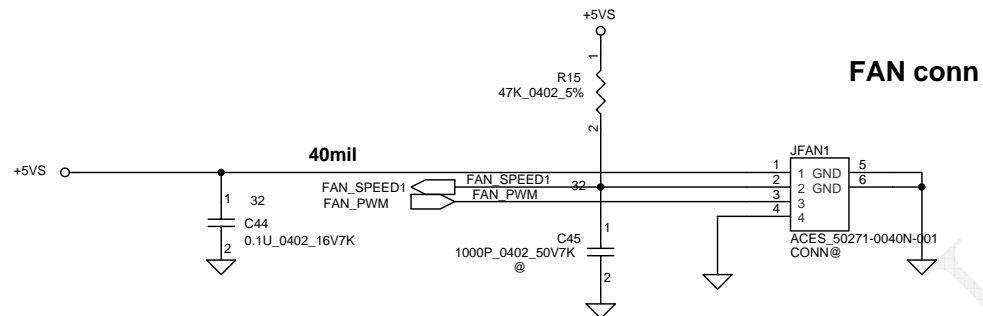 +5VS
FAN conn
1
R15
47K_0402_5%
2
40mil
JFAN1
+5VS
1 1 GND 5
FAN_SPEED1 FAN_SPEED1 32 2 2 GND 6
FAN_PWM FAN_PWM 3 3
4 4
1 32
C44
2 0.1U_0402_16V7K
1
C45
1000P_0402_50V7K
@
2
ACES_50271-0040N-001
CONN@